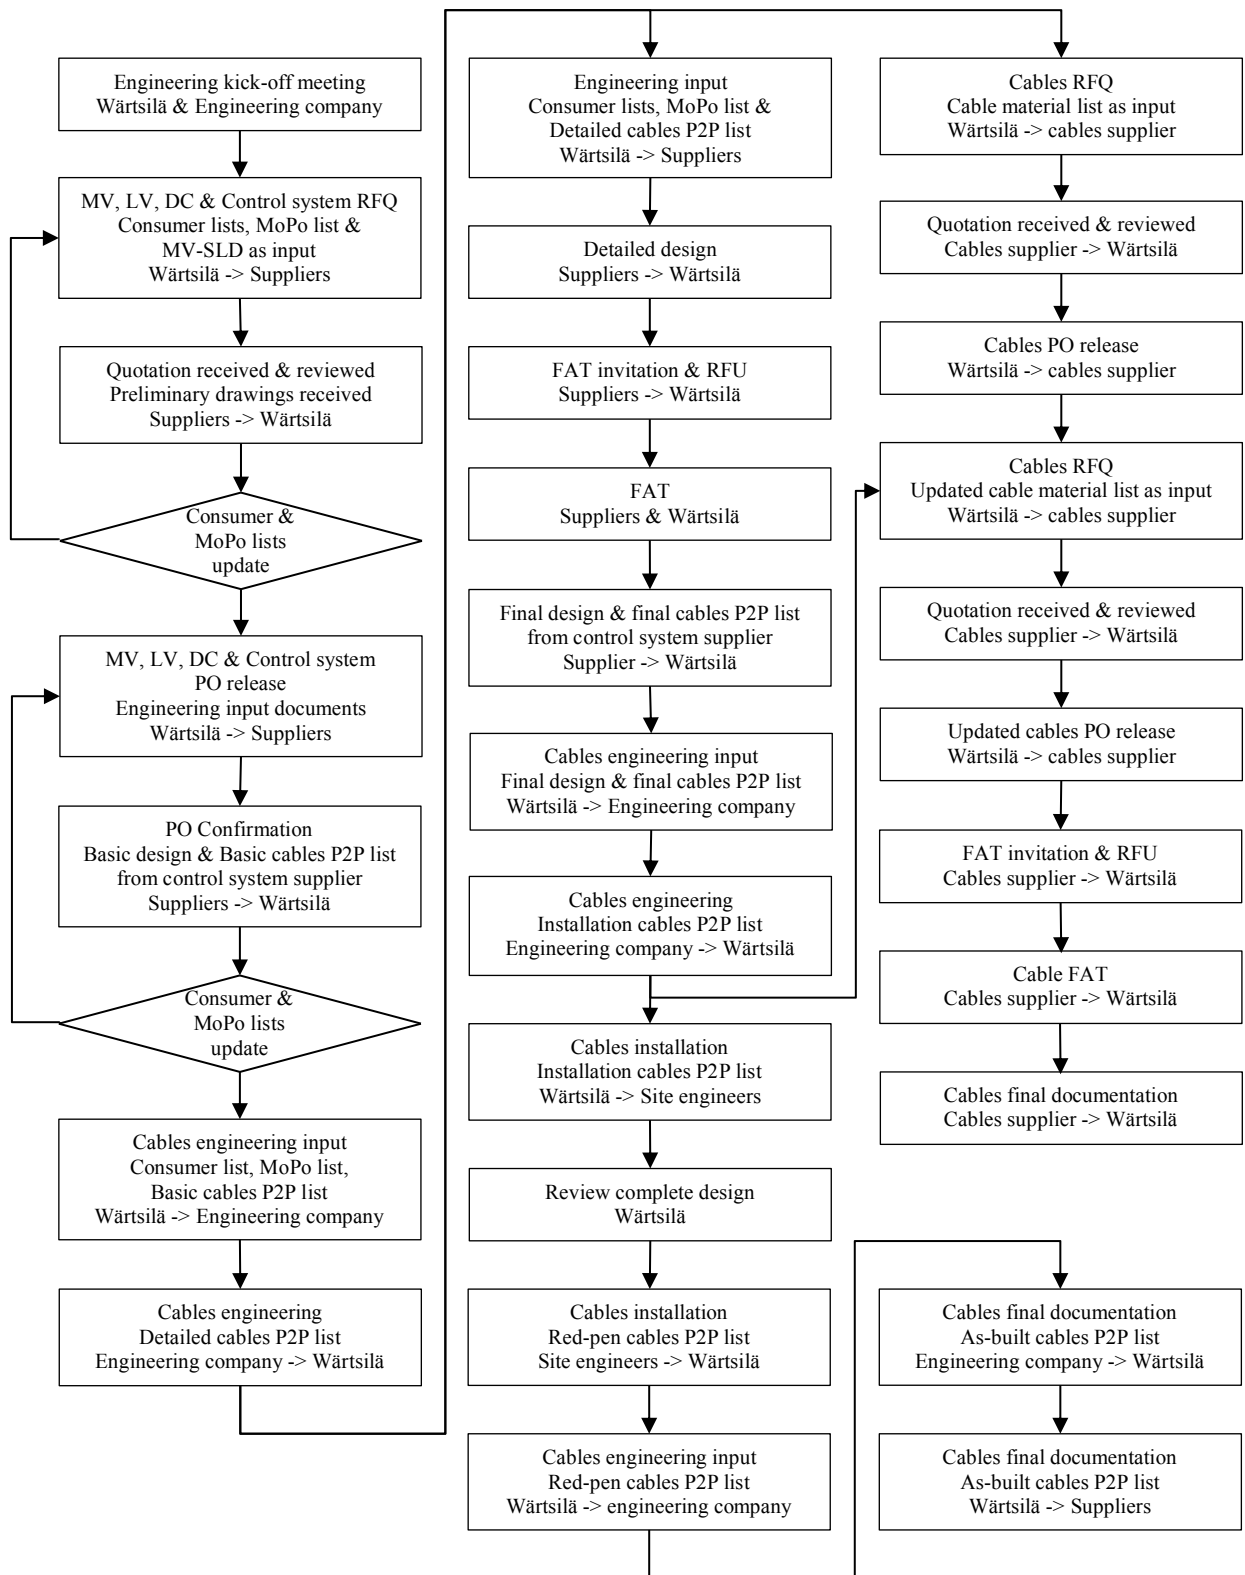 Engineering kick-off meeting
Wärtsilä & Engineering company
MV, LV, DC & Control system RFQ
Consumer lists, MoPo list &
MV-SLD as input
Wärtsilä -> Suppliers
Quotation received & reviewed
Preliminary drawings received
Suppliers -> Wärtsilä
Consumer &
MoPo lists
update
MV, LV, DC & Control system
PO release
Engineering input documents
Wärtsilä -> Suppliers
PO Confirmation
Basic design & Basic cables P2P list
from control system supplier
Suppliers -> Wärtsilä
Consumer &
MoPo lists
update
Cables engineering input
Consumer list, MoPo list,
Basic cables P2P list
Wärtsilä -> Engineering company
Cables engineering
Detailed cables P2P list
Engineering company -> Wärtsilä
Engineering input
Consumer lists, MoPo list &
Detailed cables P2P list
Wärtsilä -> Suppliers
Detailed design
Suppliers -> Wärtsilä
FAT invitation & RFU
Suppliers -> Wärtsilä
FAT
Suppliers & Wärtsilä
Final design & final cables P2P list
from control system supplier
Supplier -> Wärtsilä
Cables engineering input
Final design & final cables P2P list
Wärtsilä -> Engineering company
Cables engineering
Installation cables P2P list
Engineering company -> Wärtsilä
Cables installation
Installation cables P2P list
Wärtsilä -> Site engineers
Review complete design
Wärtsilä
Cables installation
Red-pen cables P2P list
Site engineers -> Wärtsilä
Cables engineering input
Red-pen cables P2P list
Wärtsilä -> engineering company
Cables RFQ
Cable material list as input
Wärtsilä -> cables supplier
Quotation received & reviewed
Cables supplier -> Wärtsilä
Cables PO release
Wärtsilä -> cables supplier
Cables RFQ
Updated cable material list as input
Wärtsilä -> cables supplier
Quotation received & reviewed
Cables supplier -> Wärtsilä
Updated cables PO release
Wärtsilä -> cables supplier
FAT invitation & RFU
Cables supplier -> Wärtsilä
Cable FAT
Cables supplier -> Wärtsilä
Cables final documentation
Cables supplier -> Wärtsilä
Cables final documentation
As-built cables P2P list
Engineering company -> Wärtsilä
Cables final documentation
As-built cables P2P list
Wärtsilä -> Suppliers